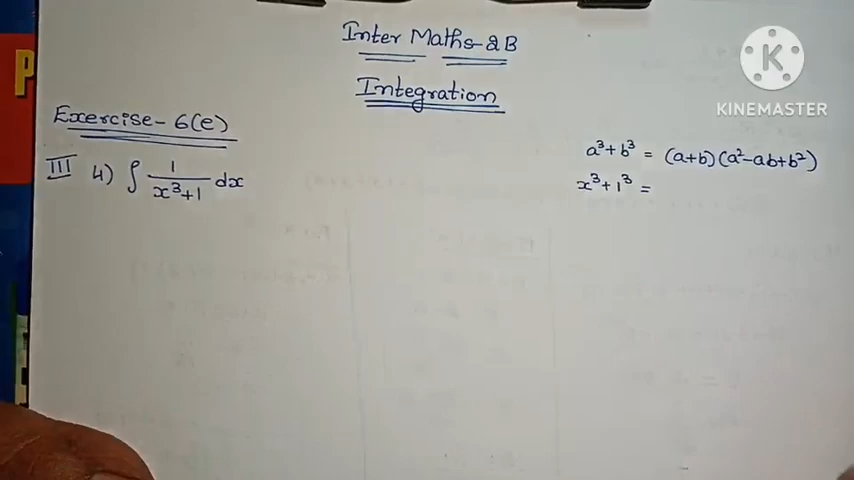 Inter Maths-2B
Integration
K
KINEMASTER
P
Exercise-6(e)
III 4) ∫ 1/(x³+1) dx
a³+b³ = (a+b)(a²-ab+b²)
x³+1³ =